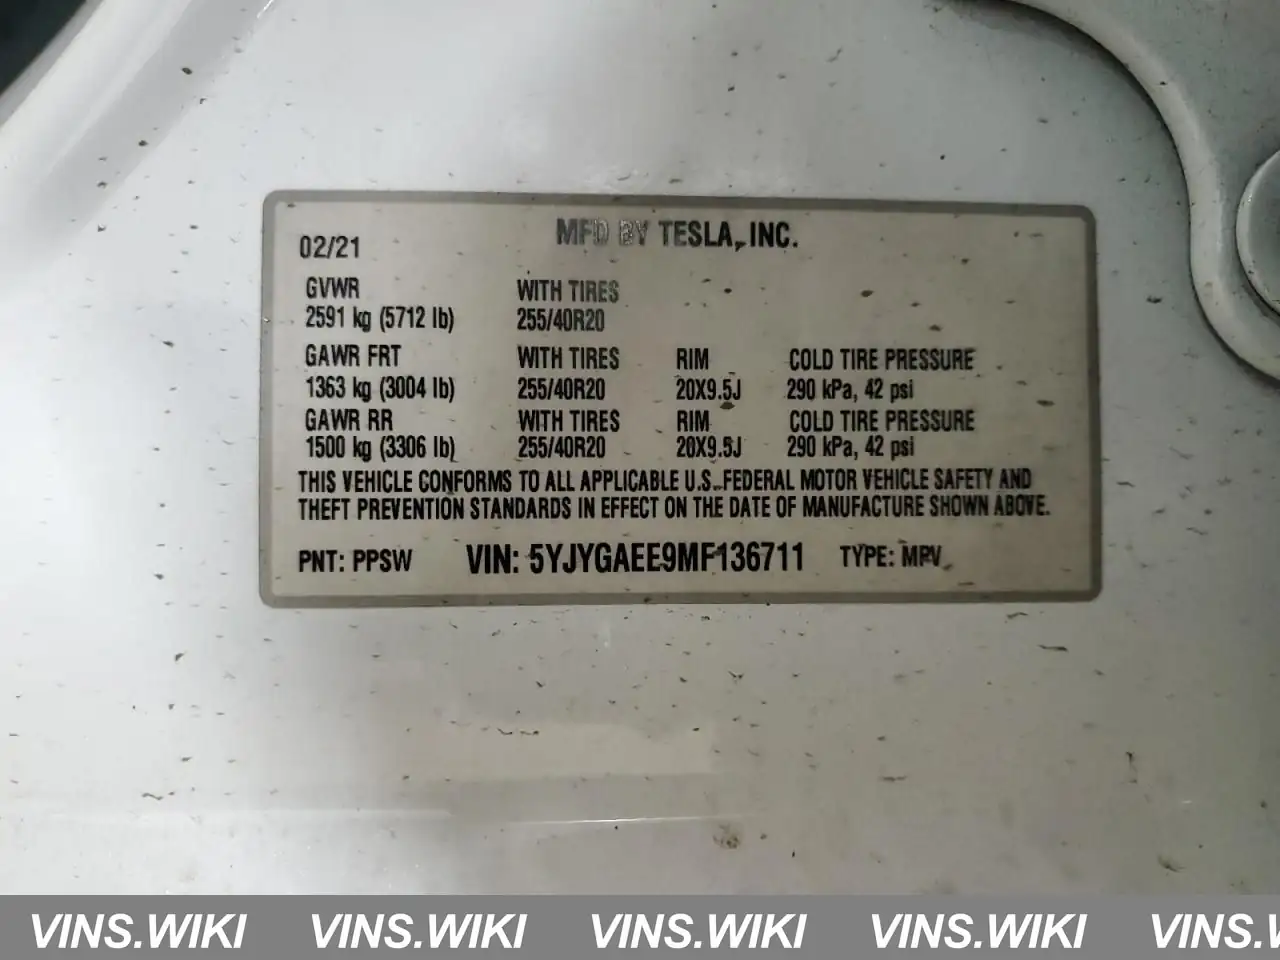 MFD BY TESLA, INC.
02/21
GVWR WITH TIRES
2591 kg (5712 lb) 255/40R20
GAWR FRT WITH TIRES RIM COLD TIRE PRESSURE
1363 kg (3004 lb) 255/40R20 20X9.5J 290 kPa, 42 psi
GAWR RR WITH TIRES RIM COLD TIRE PRESSURE
1500 kg (3306 lb) 255/40R20 20X9.5J 290 kPa, 42 psi
THIS VEHICLE CONFORMS TO ALL APPLICABLE U.S. FEDERAL MOTOR VEHICLE SAFETY AND
THEFT PREVENTION STANDARDS IN EFFECT ON THE DATE OF MANUFACTURE SHOWN ABOVE.
PNT: PPSW VIN: 5YJYGAEE9MF136711 TYPE: MPV
VINS.WIKI VINS.WIKI VINS.WIKI VINS.WIKI VINS.W